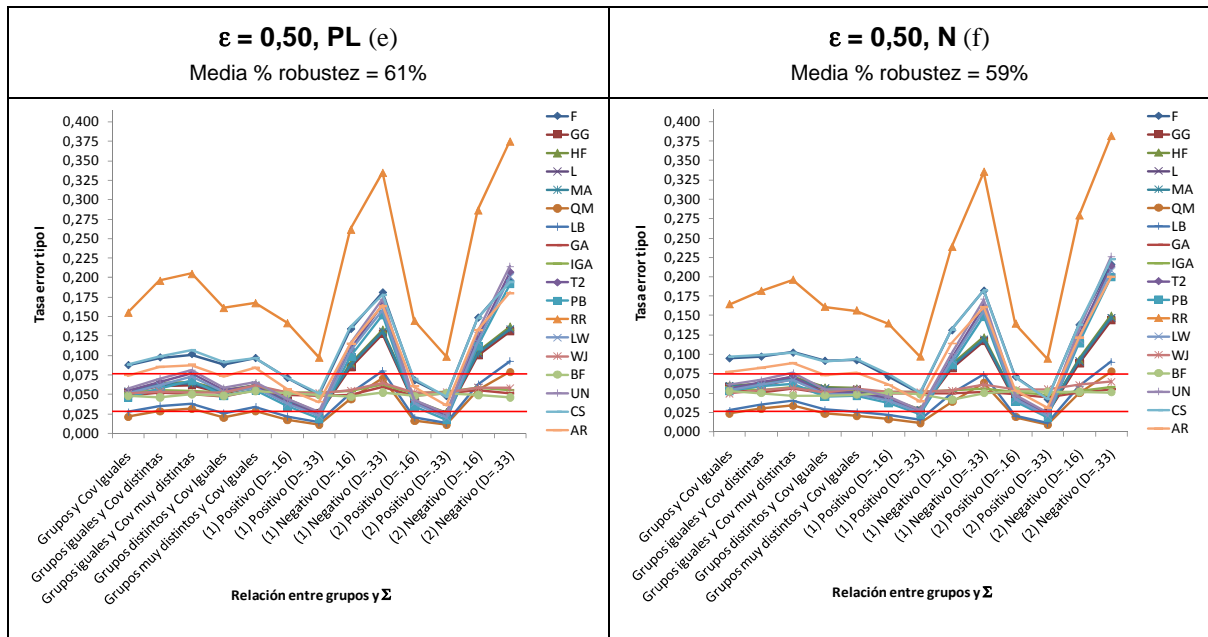 ε = 0,50, PL (e)
Media % robustez = 61%
Tasa error tipo I
0,400
0,375
0,350
0,325
0,300
0,275
0,250
0,225
0,200
0,175
0,150
0,125
0,100
0,075
0,050
0,025
0,000
F
GG
HF
L
MA
QM
LB
GA
IGA
T2
PB
RR
LW
WJ
BF
UN
CS
AR
Grupos y Cov Iguales
Grupos iguales y Cov distintas
Grupos iguales y Cov muy distintas
Grupos distintos y Cov Iguales
Grupos muy distintos y Cov Iguales
(1) Positivo (D=.16)
(1) Positivo (D=.33)
(1) Negativo (D=.16)
(1) Negativo (D=.33)
(2) Positivo (D=.16)
(2) Positivo (D=.33)
(2) Negativo (D=.16)
(2) Negativo (D=.33)
Relación entre grupos y Σ
ε = 0,50, N (f)
Media % robustez = 59%
Tasa error tipo I
0,400
0,375
0,350
0,325
0,300
0,275
0,250
0,225
0,200
0,175
0,150
0,125
0,100
0,075
0,050
0,025
0,000
F
GG
HF
L
MA
QM
LB
GA
IGA
T2
PB
RR
LW
WJ
BF
UN
CS
AR
Grupos y Cov Iguales
Grupos iguales y Cov distintas
Grupos iguales y Cov muy distintas
Grupos distintos y Cov Iguales
Grupos muy distintos y Cov Iguales
(1) Positivo (D=.16)
(1) Positivo (D=.33)
(1) Negativo (D=.16)
(1) Negativo (D=.33)
(2) Positivo (D=.16)
(2) Positivo (D=.33)
(2) Negativo (D=.16)
(2) Negativo (D=.33)
Relación entre grupos y Σ